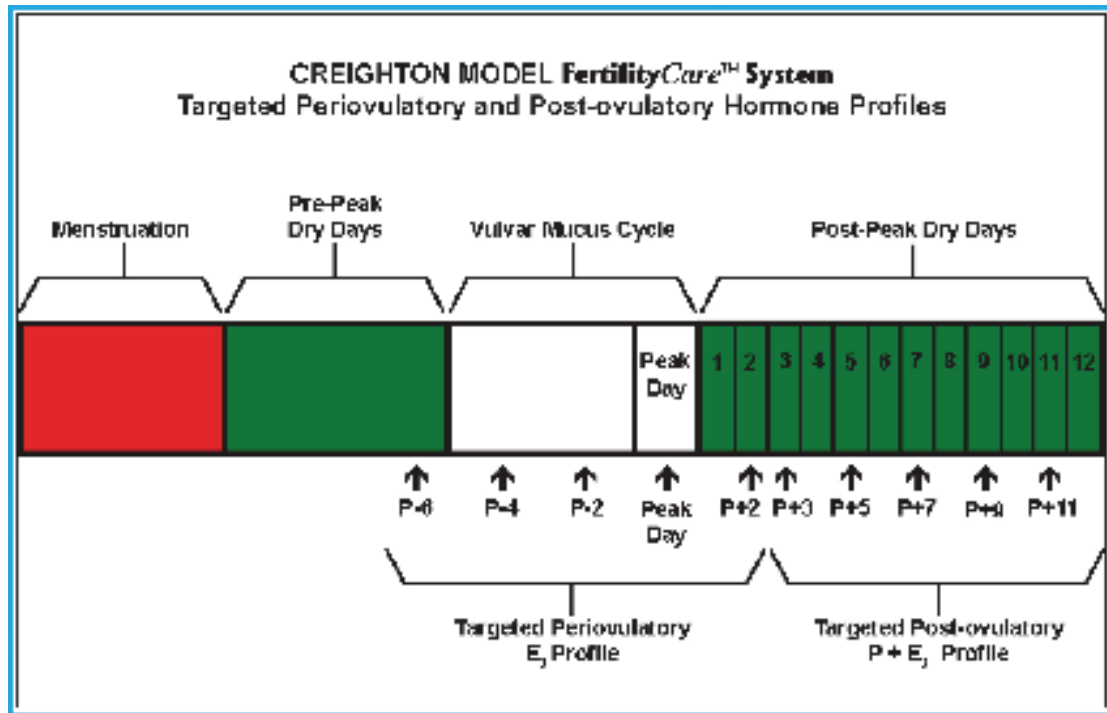 CREIGHTON MODEL FertilityCare™ System
Targeted Periovulatory and Post-ovulatory Hormone Profiles
Menstruation
Pre-Peak
Dry Days
Vulvar Mucus Cycle
Post-Peak Dry Days
Peak
Day
1 2 3 4 5 6 7 8 9 10 11 12
P-6 P-4 P-2 Peak
Day P+2 P+3 P+5 P+7 P+9 P+11
Targeted Periovulatory
E₂ Profile
Targeted Post-ovulatory
P + E₂ Profile